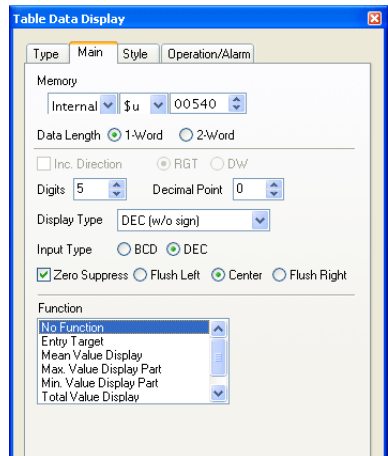 Table Data Display
Type Main Style Operation/Alarm
Memory
Internal $u 00540
Data Length 1-Word 2-Word
Inc. Direction RGT DW
Digits 5 Decimal Point 0
Display Type DEC (w/o sign)
Input Type BCD DEC
Zero Suppress Flush Left Center Flush Right
Function
No Function
Entry Target
Mean Value Display
Max. Value Display Part
Min. Value Display Part
Total Value Display